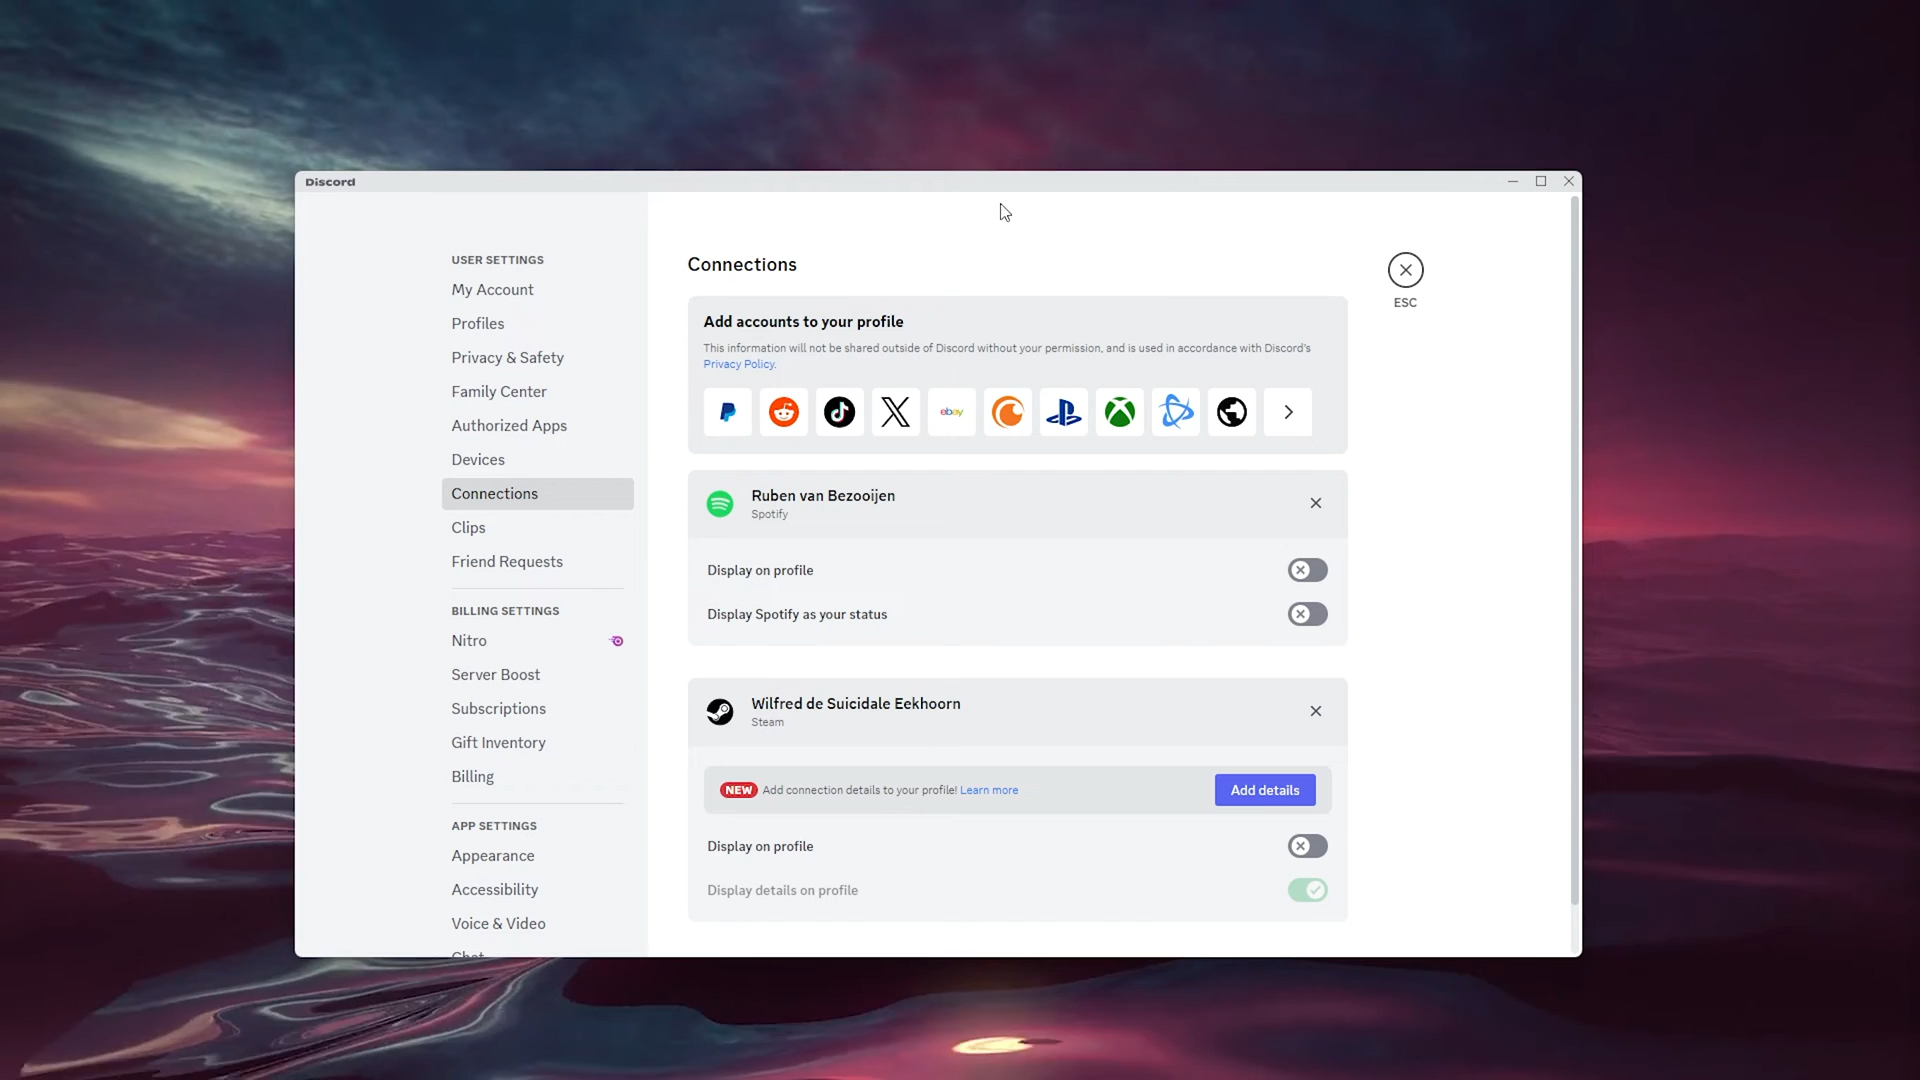 Discord
USER SETTINGS
My Account
Profiles
Privacy & Safety
Family Center
Authorized Apps
Devices
Connections
Clips
Friend Requests
BILLING SETTINGS
Nitro
Server Boost
Subscriptions
Gift Inventory
Billing
APP SETTINGS
Appearance
Accessibility
Voice & Video
Chat
Connections
ESC
Add accounts to your profile
This information will not be shared outside of Discord without your permission, and is used in accordance with Discord's
Privacy Policy.
ebay
Ruben van Bezooijen
Spotify
Display on profile
Display Spotify as your status
Wilfred de Suicidale Eekhoorn
Steam
NEW Add connection details to your profile! Learn more
Add details
Display on profile
Display details on profile